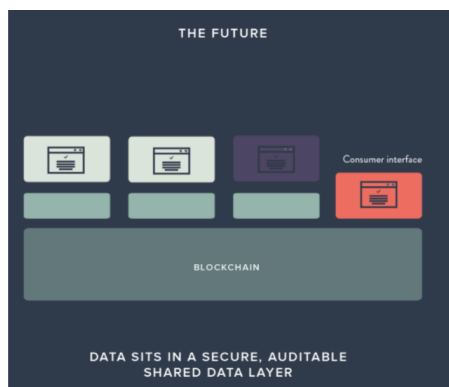 THE FUTURE
Consumer interface
BLOCKCHAIN
DATA SITS IN A SECURE, AUDITABLE
SHARED DATA LAYER